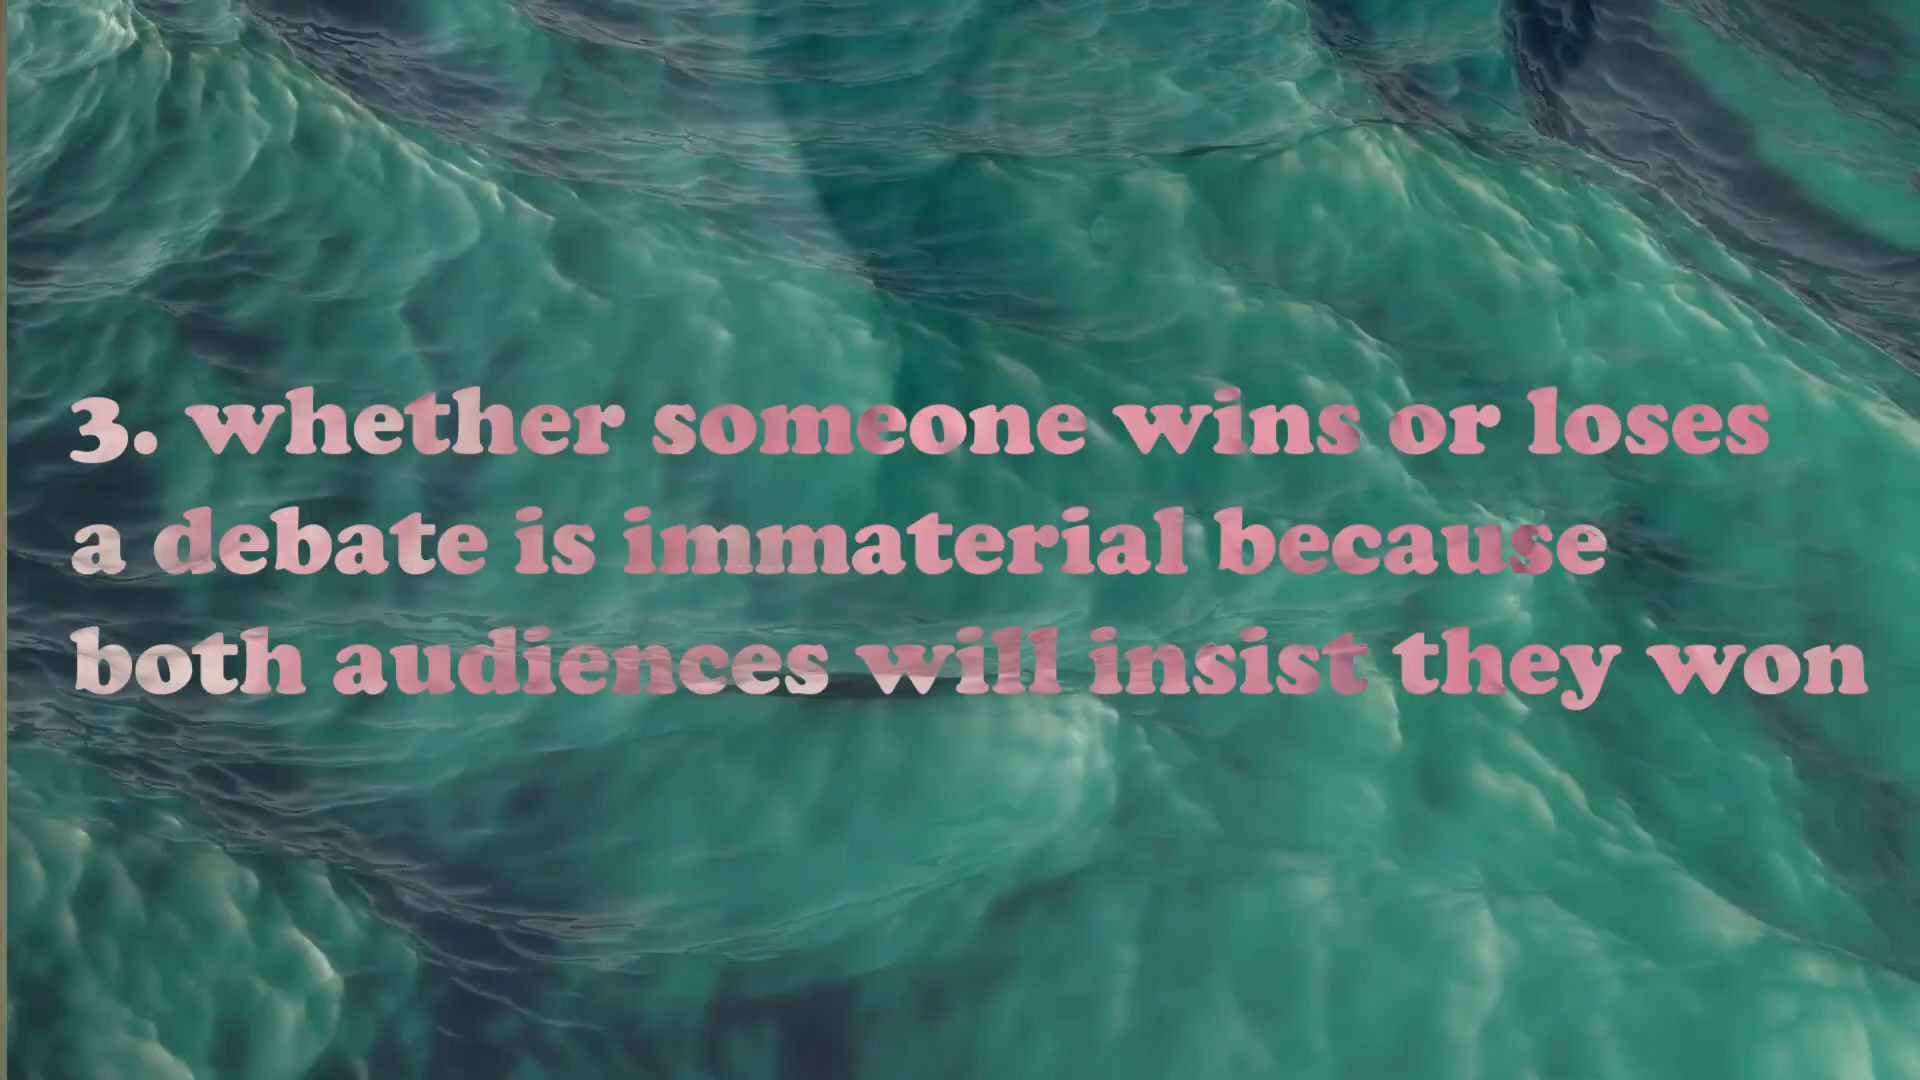 3. whether someone wins or loses
a debate is immaterial because
both audiences will insist they won